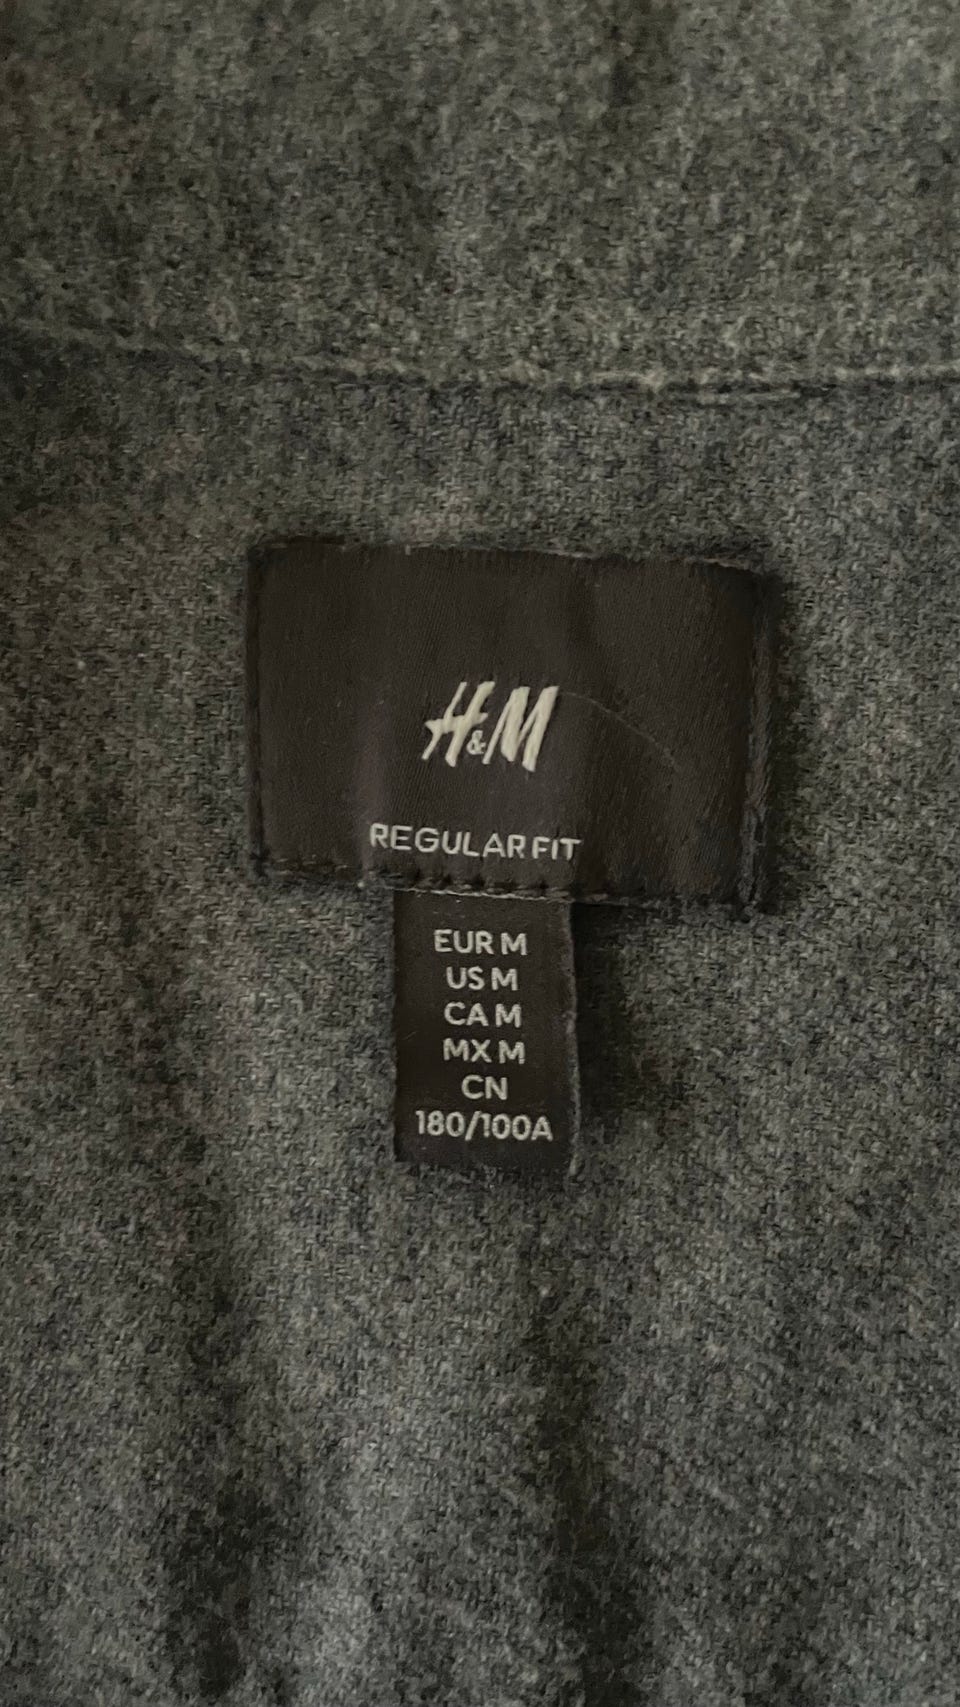 H&M
REGULAR FIT
EUR M
US M
CA M
MX M
CN
180/100A